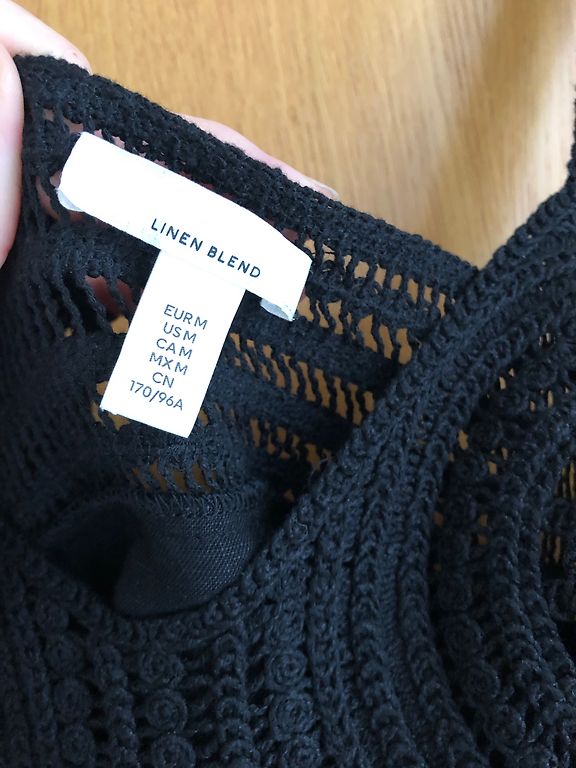 LINEN BLEND
EUR M
US M
CA M
MX M
CN
170/96A